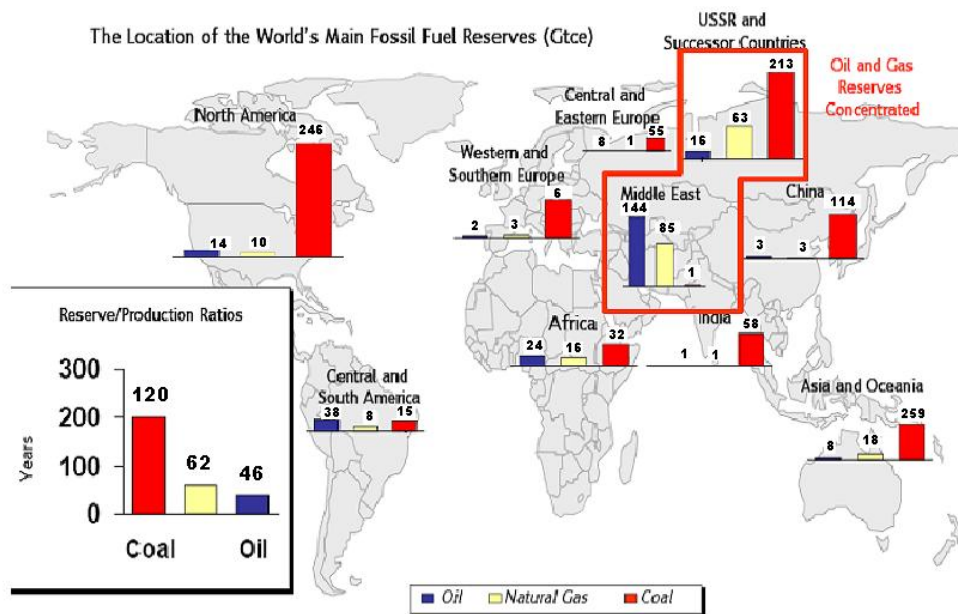 The Location of the World's Main Fossil Fuel Reserves (Gtce)
USSR and
Successor Countries
213
63
16
Oil and Gas
Reserves
Concentrated
North America
246
14
10
Central and
Eastern Europe
8
1
55
Western and
Southern Europe
2
3
6
Middle East
144
85
1
China
3
3
114
Africa
24
16
32
India
1
1
58
Central and
South America
38
8
15
Asia and Oceania
8
18
259
Reserve/Production Ratios
Years
300
200
100
0
120
62
46
Coal
Oil
Oil
Natural Gas
Coal